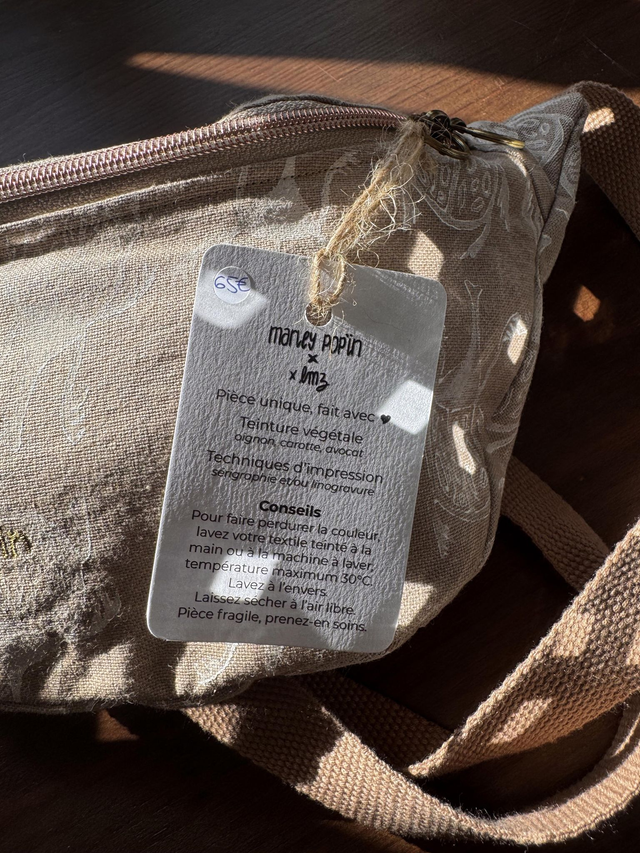 65€
marley pop'in
x
x lmz
Pièce unique, fait avec ♥
Teinture végétale
oignon, carotte, avocat
Techniques d'impression
sérigraphie et/ou linogravure
Conseils
Pour faire perdurer la couleur,
lavez votre textile teinté à la
main ou à la machine à laver,
température maximum 30°C.
Lavez à l'envers.
Laissez sécher à l'air libre.
Pièce fragile, prenez-en soins.